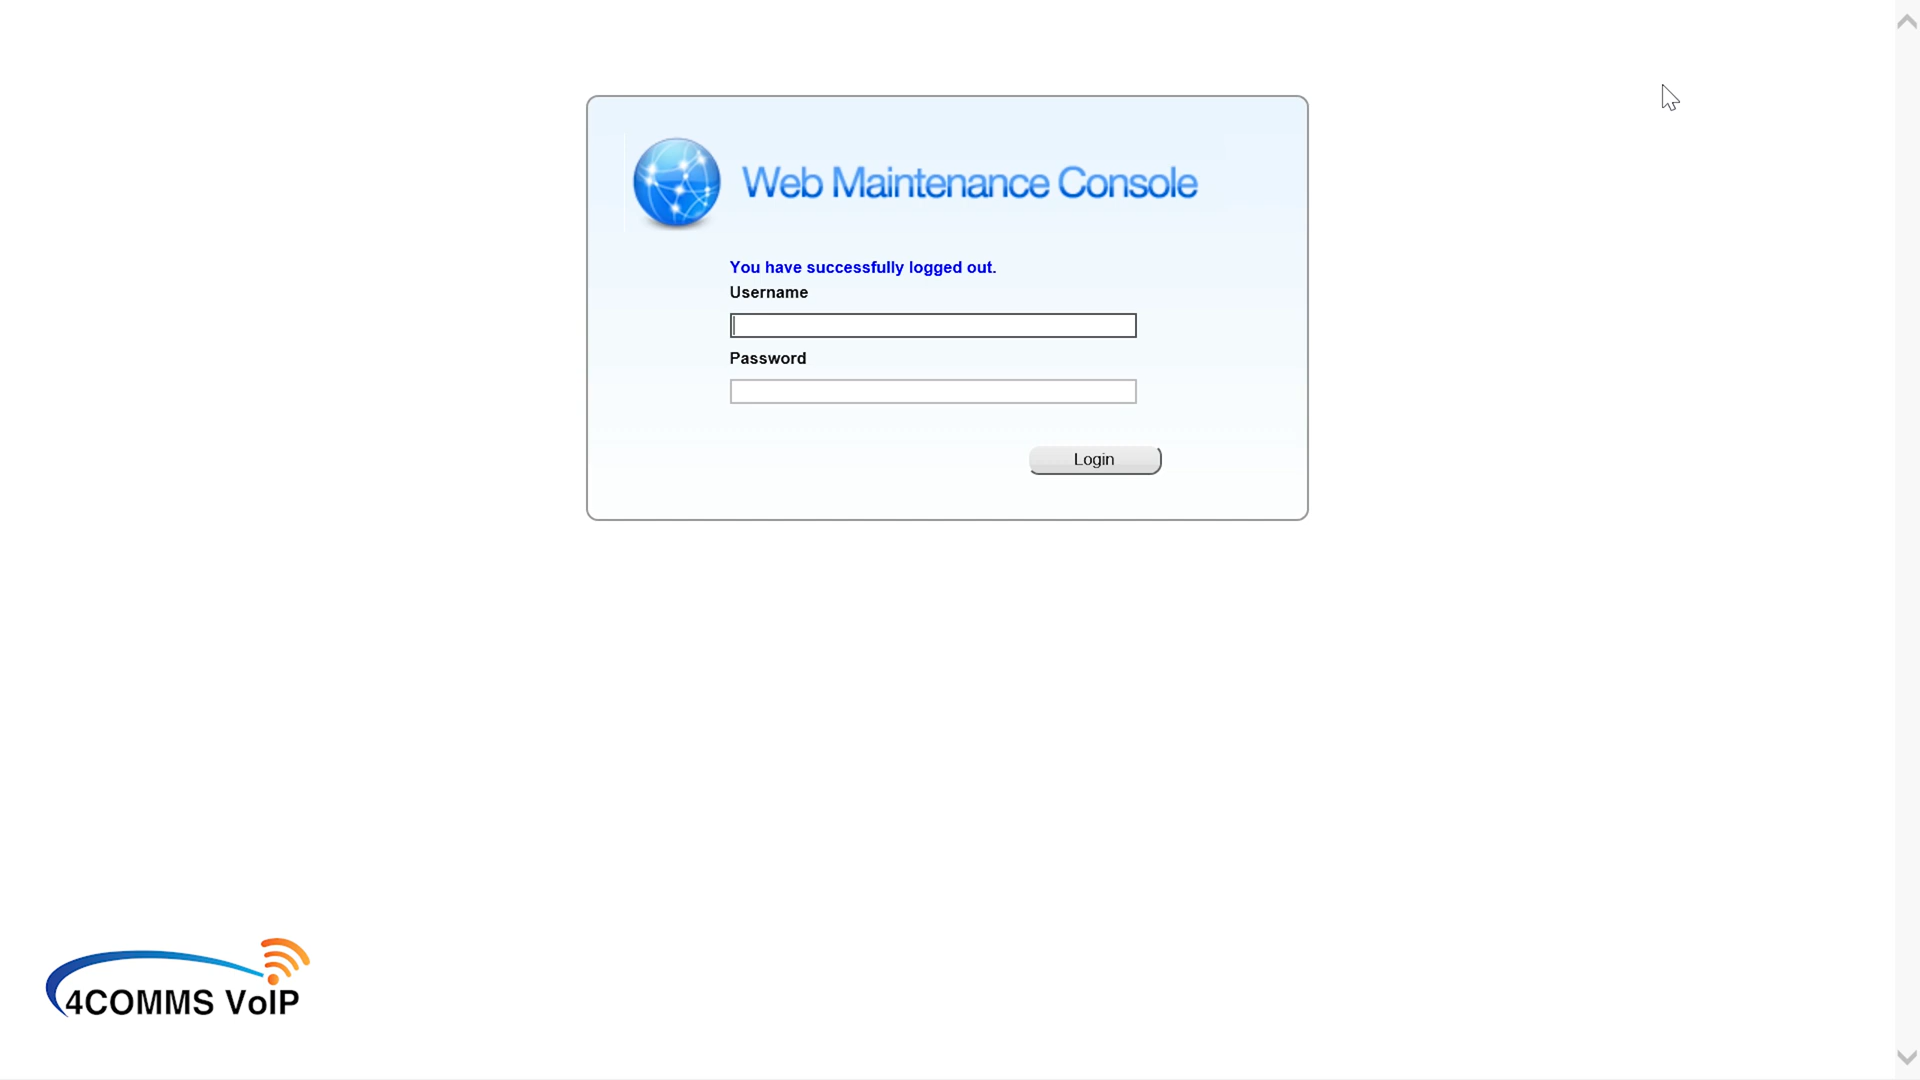 Web Maintenance Console
You have successfully logged out.
Username
Password
Login
4COMMS VoIP